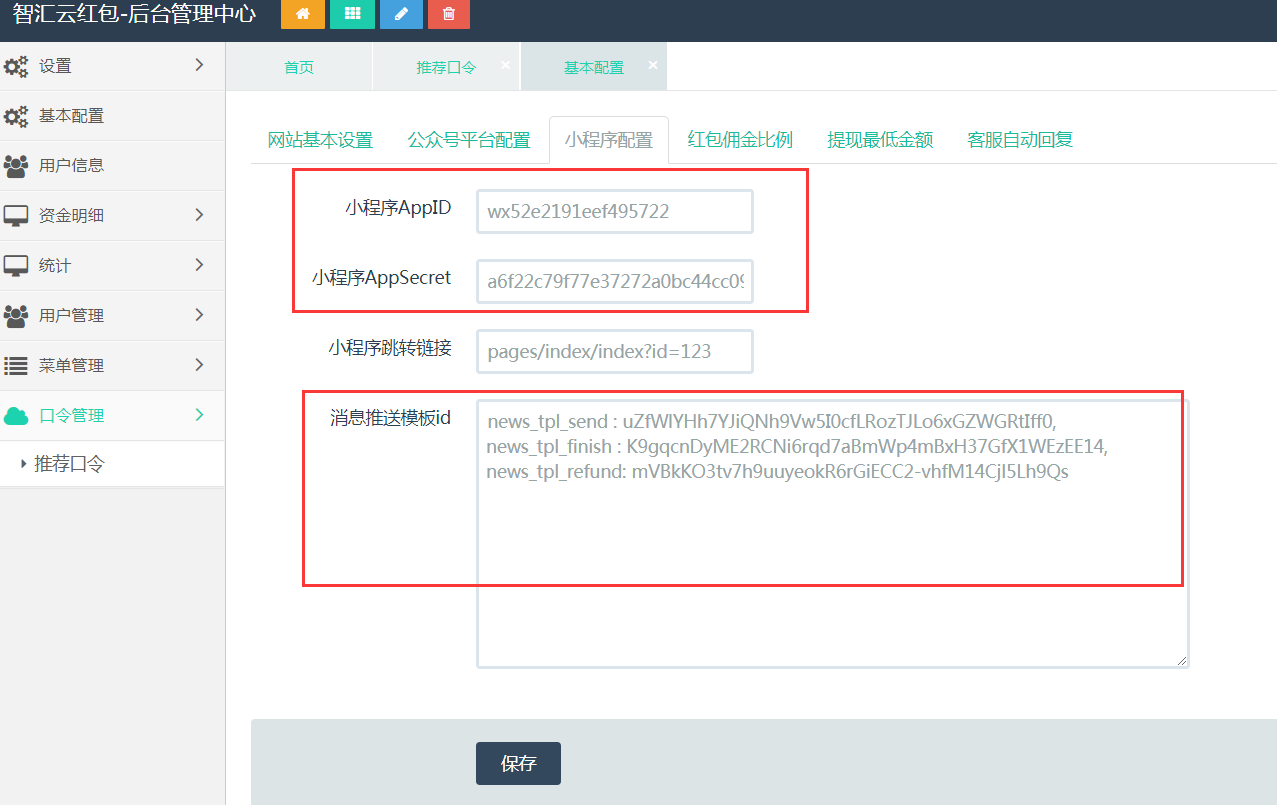 智汇云红包-后台管理中心
设置
基本配置
用户信息
资金明细
统计
用户管理
菜单管理
口令管理
推荐口令
首页
推荐口令
基本配置
网站基本设置
公众号平台配置
小程序配置
红包佣金比例
提现最低金额
客服自动回复
小程序AppID
wx52e2191eef495722
小程序AppSecret
a6f22c79f77e37272a0bc44cc09
小程序跳转链接
pages/index/index?id=123
消息推送模板id
news_tpl_send : uZfWlYHh7YJiQNh9Vw5I0cfLRozTJLo6xGZWGRtIff0,
news_tpl_finish : K9gqcnDyME2RCNi6rqd7aBmWp4mBxH37GfX1WEzEE14,
news_tpl_refund: mVBkKO3tv7h9uuyeokR6rGiECC2-vhfM14CjI5Lh9Qs
保存